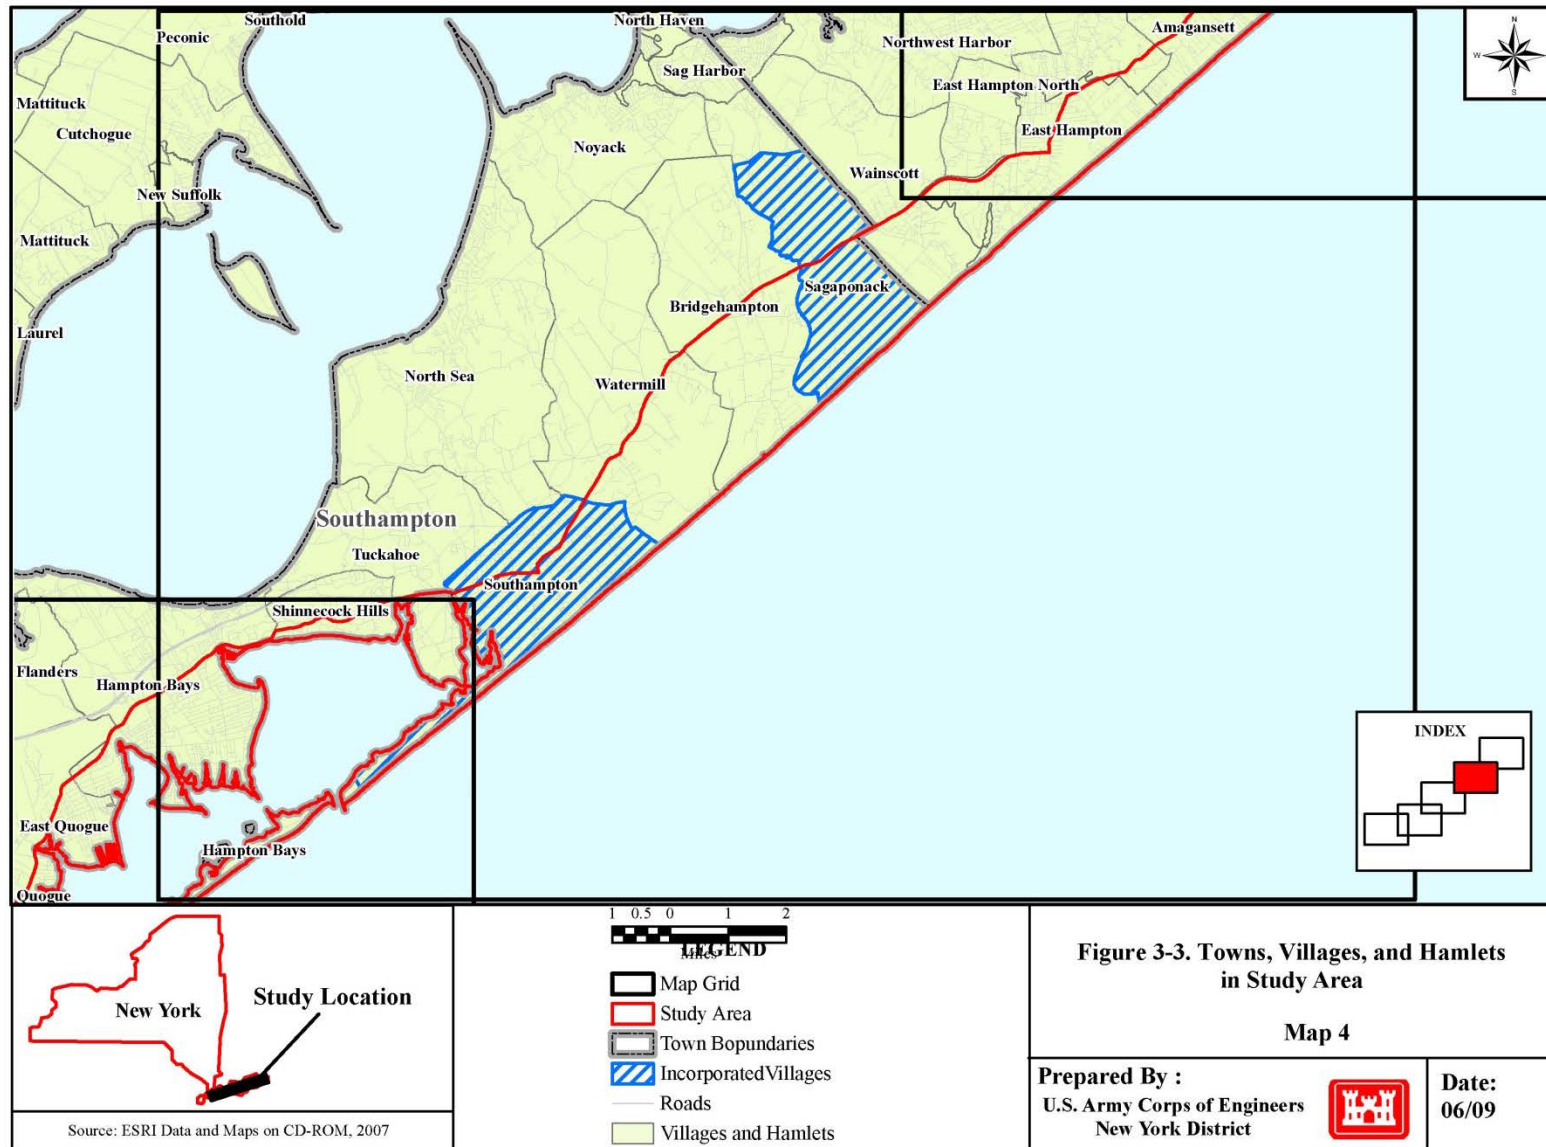 Southold
North Haven
Amagansett
Peconic
Northwest Harbor
Sag Harbor
East Hampton North
Mattituck
Cutchogue
East Hampton
Noyack
Wainscott
New Suffolk
Mattituck
Sagaponack
Bridgehampton
Laurel
North Sea
Watermill
Southampton
Tuckahoe
Southampton
Shinnecock Hills
Flanders
Hampton Bays
East Quogue
Hampton Bays
Quogue
N
W
S
INDEX
New York
Study Location
Source: ESRI Data and Maps on CD-ROM, 2007
1 0.5 0 1 2
Miles
LEGEND
Map Grid
Study Area
Town Bopundaries
IncorporatedVillages
Roads
Villages and Hamlets
Figure 3-3. Towns, Villages, and Hamlets
in Study Area
Map 4
Prepared By :
U.S. Army Corps of Engineers
New York District
Date:
06/09